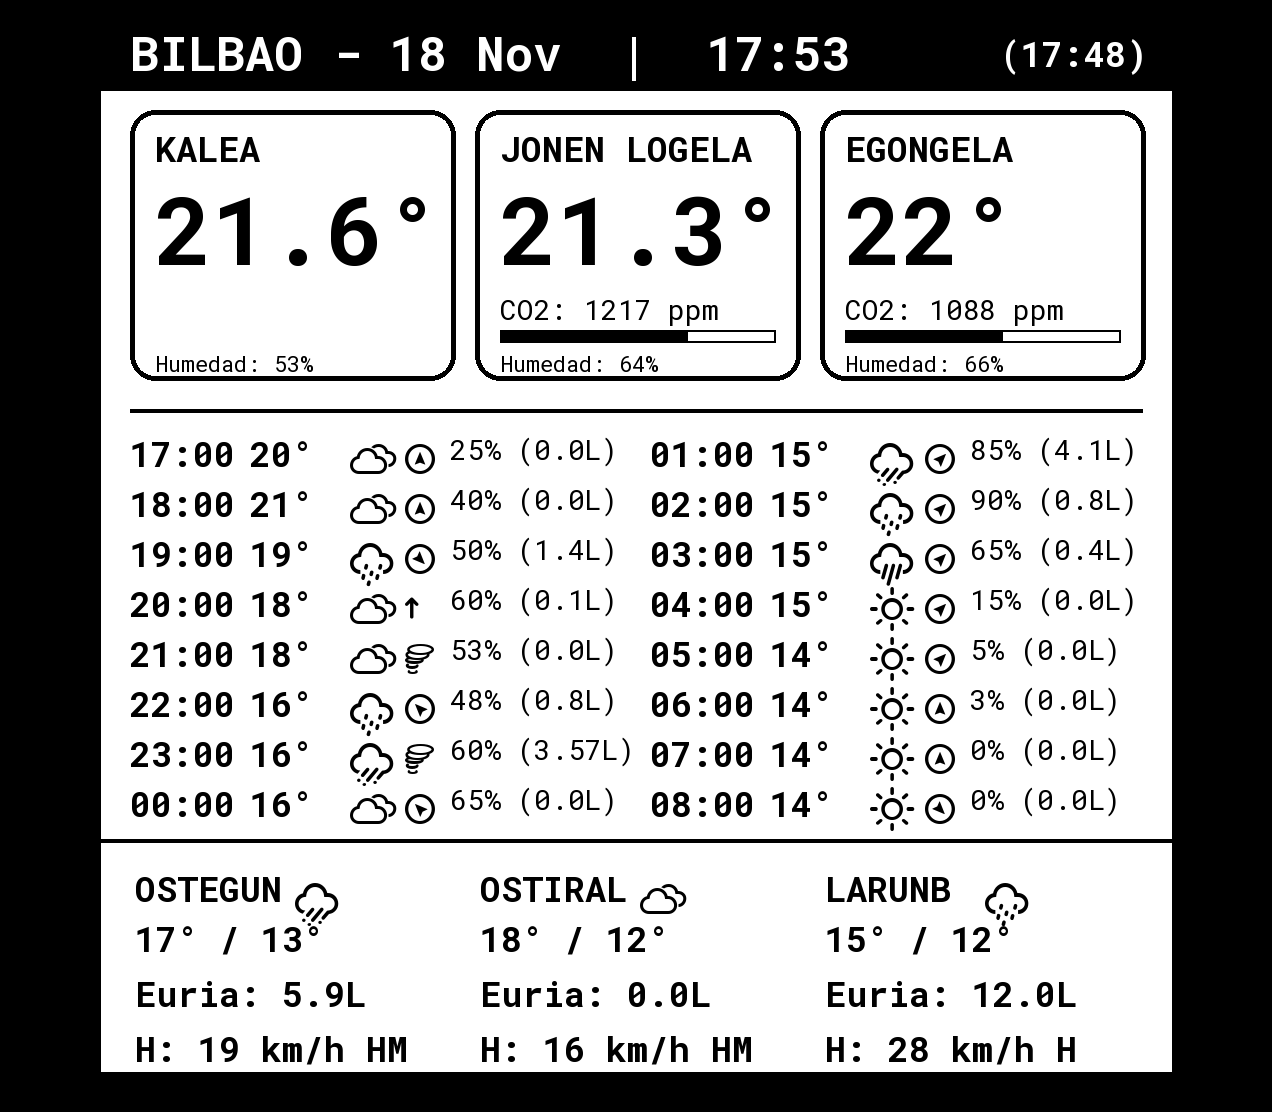 BILBAO - 18 Nov | 17:53 (17:48)
KALEA
21.6°
Humedad: 53%
JONEN LOGELA
21.3°
CO2: 1217 ppm
Humedad: 64%
EGONGELA
22°
CO2: 1088 ppm
Humedad: 66%
17:00 20° 25% (0.0L)
18:00 21° 40% (0.0L)
19:00 19° 50% (1.4L)
20:00 18° 60% (0.1L)
21:00 18° 53% (0.0L)
22:00 16° 48% (0.8L)
23:00 16° 60% (3.57L)
00:00 16° 65% (0.0L)
01:00 15° 85% (4.1L)
02:00 15° 90% (0.8L)
03:00 15° 65% (0.4L)
04:00 15° 15% (0.0L)
05:00 14° 5% (0.0L)
06:00 14° 3% (0.0L)
07:00 14° 0% (0.0L)
08:00 14° 0% (0.0L)
OSTEGUN
17° / 13°
Euria: 5.9L
H: 19 km/h HM
OSTIRAL
18° / 12°
Euria: 0.0L
H: 16 km/h HM
LARUNB
15° / 12°
Euria: 12.0L
H: 28 km/h H